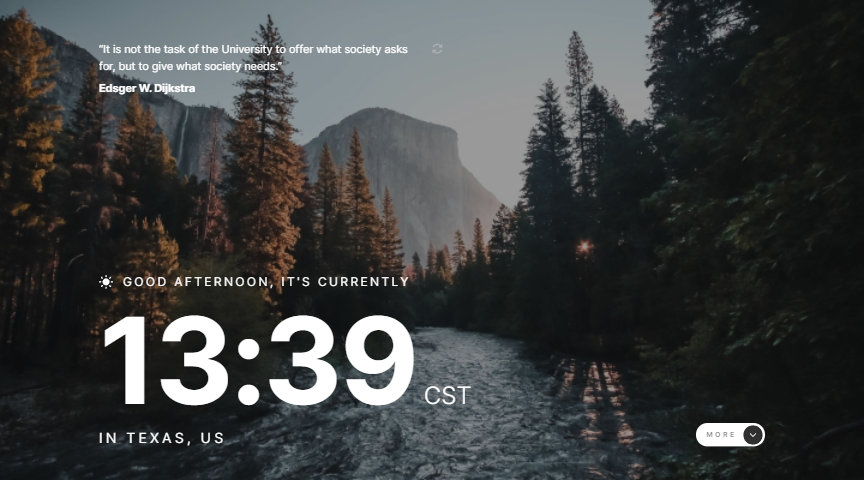 “It is not the task of the University to offer what society asks
for, but to give what society needs.”
Edsger W. Dijkstra
GOOD AFTERNOON, IT'S CURRENTLY
13:39 CST
IN TEXAS, US
MORE